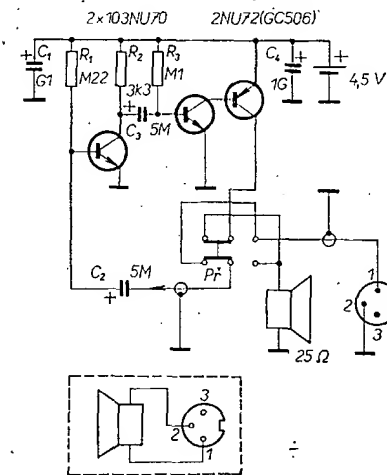 2×103NU70 2NU72(GC506)
+ C1 R1 R2 R3 C4 + +
G1 M22 M1 1G 4,5 V
3k3
+
5M
C3
C2 5M Př 1
+ 2
3
25 Ω
3
2
1
÷